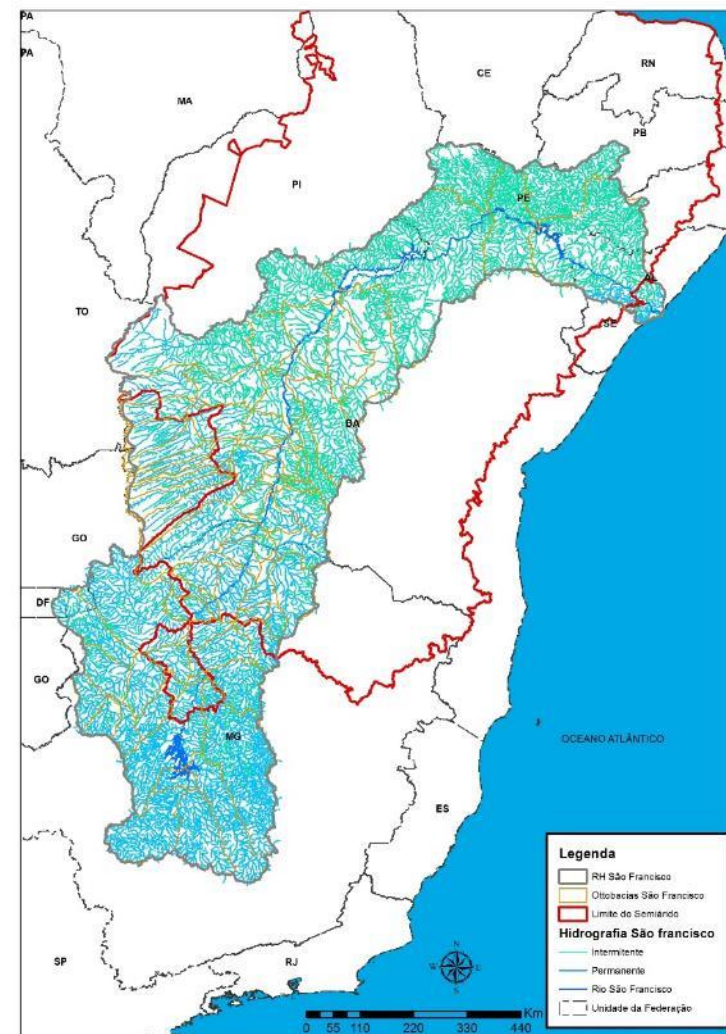 PA
PA
MA
CE
RN
PB
PI
PE
AL
TO
SE
BA
GO
DF
GO
MG
OCEANO ATLÂNTICO
ES
SP
RJ
N
W E
S
Km
0 55 110 220 330 440
Legenda
RH São Francisco
Ottobacias São Francisco
Limite do Semiárido
Hidrografia São francisco
Intermitente
Permanente
Rio São Francisco
Unidade da Federação